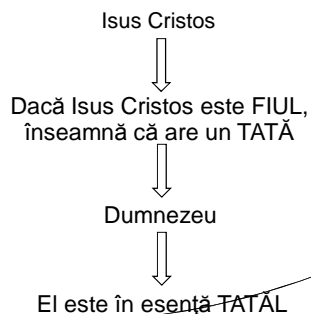 Isus Cristos
Dacă Isus Cristos este FIUL,
înseamnă că are un TATĂ
Dumnezeu
El este în esență TATĂL